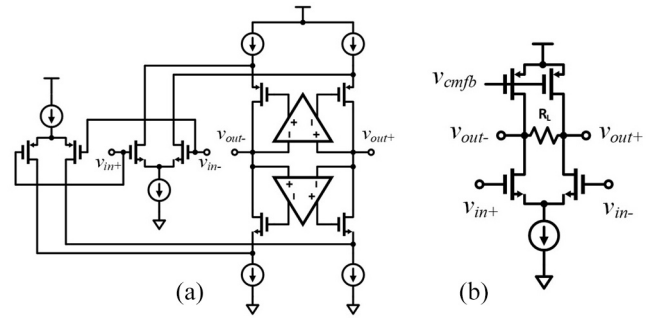 v_cmfb
R_L
v_out- v_out+ v_out- v_out+
v_in+ v_in-
+ - - +
+ - - +
v_in+ v_in-
(a) (b)